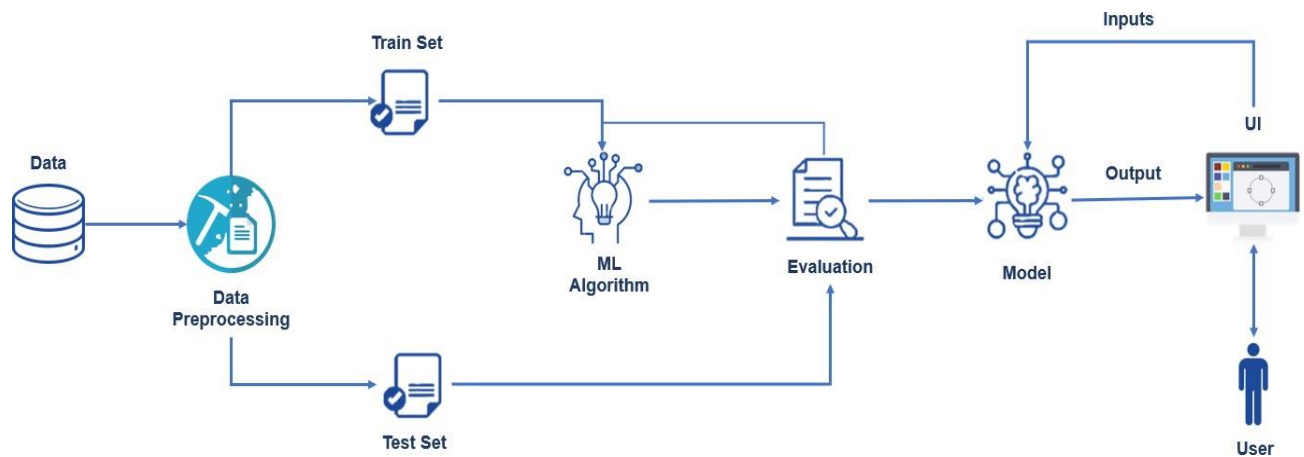 Inputs
Train Set
UI
Data
Output
ML
Algorithm
Evaluation
Model
Data
Preprocessing
Test Set
User